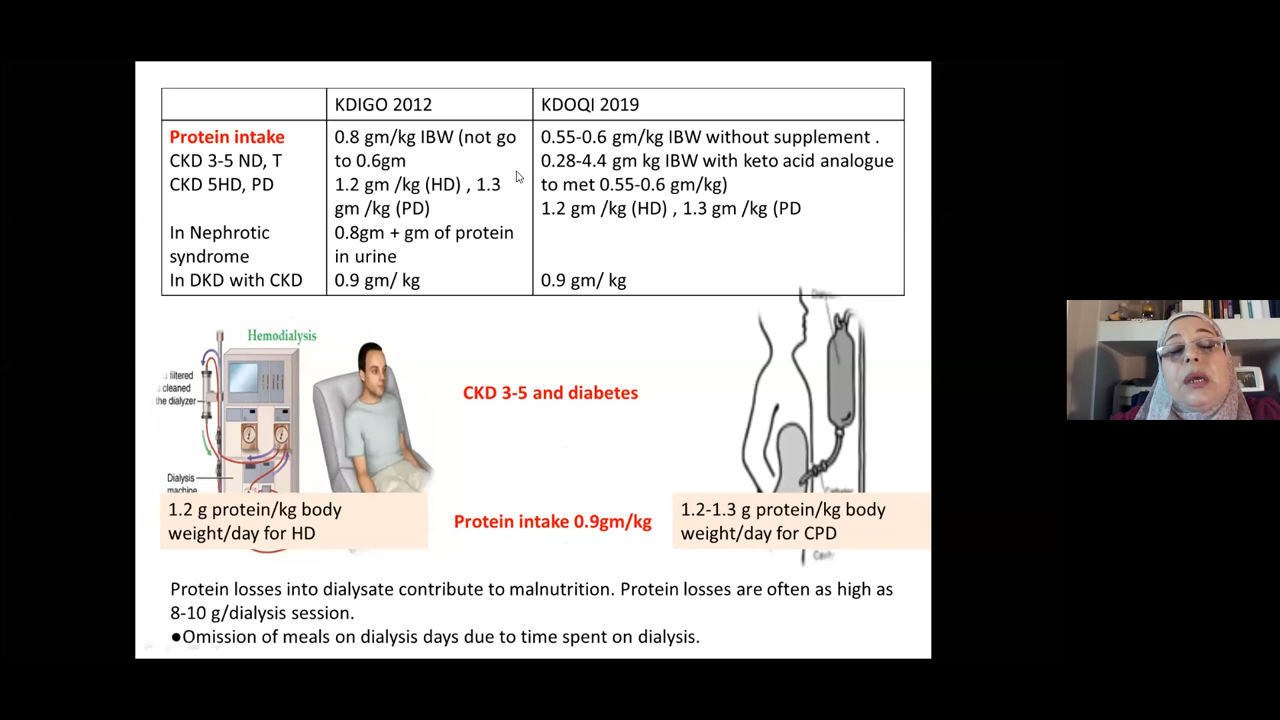 KDIGO 2012
KDOQI 2019
Protein intake
CKD 3-5 ND, T
CKD 5HD, PD
In Nephrotic
syndrome
In DKD with CKD
0.8 gm/kg IBW (not go
to 0.6gm
1.2 gm /kg (HD) , 1.3
gm /kg (PD)
0.8gm + gm of protein
in urine
0.9 gm/ kg
0.55-0.6 gm/kg IBW without supplement .
0.28-4.4 gm kg IBW with keto acid analogue
to met 0.55-0.6 gm/kg)
1.2 gm /kg (HD) , 1.3 gm /kg (PD
0.9 gm/ kg
Hemodialysis
filtered
cleaned
the dialyzer
Dialysis
machine
CKD 3-5 and diabetes
1.2 g protein/kg body
weight/day for HD
Protein intake 0.9gm/kg
1.2-1.3 g protein/kg body
weight/day for CPD
Protein losses into dialysate contribute to malnutrition. Protein losses are often as high as
8-10 g/dialysis session.
●Omission of meals on dialysis days due to time spent on dialysis.